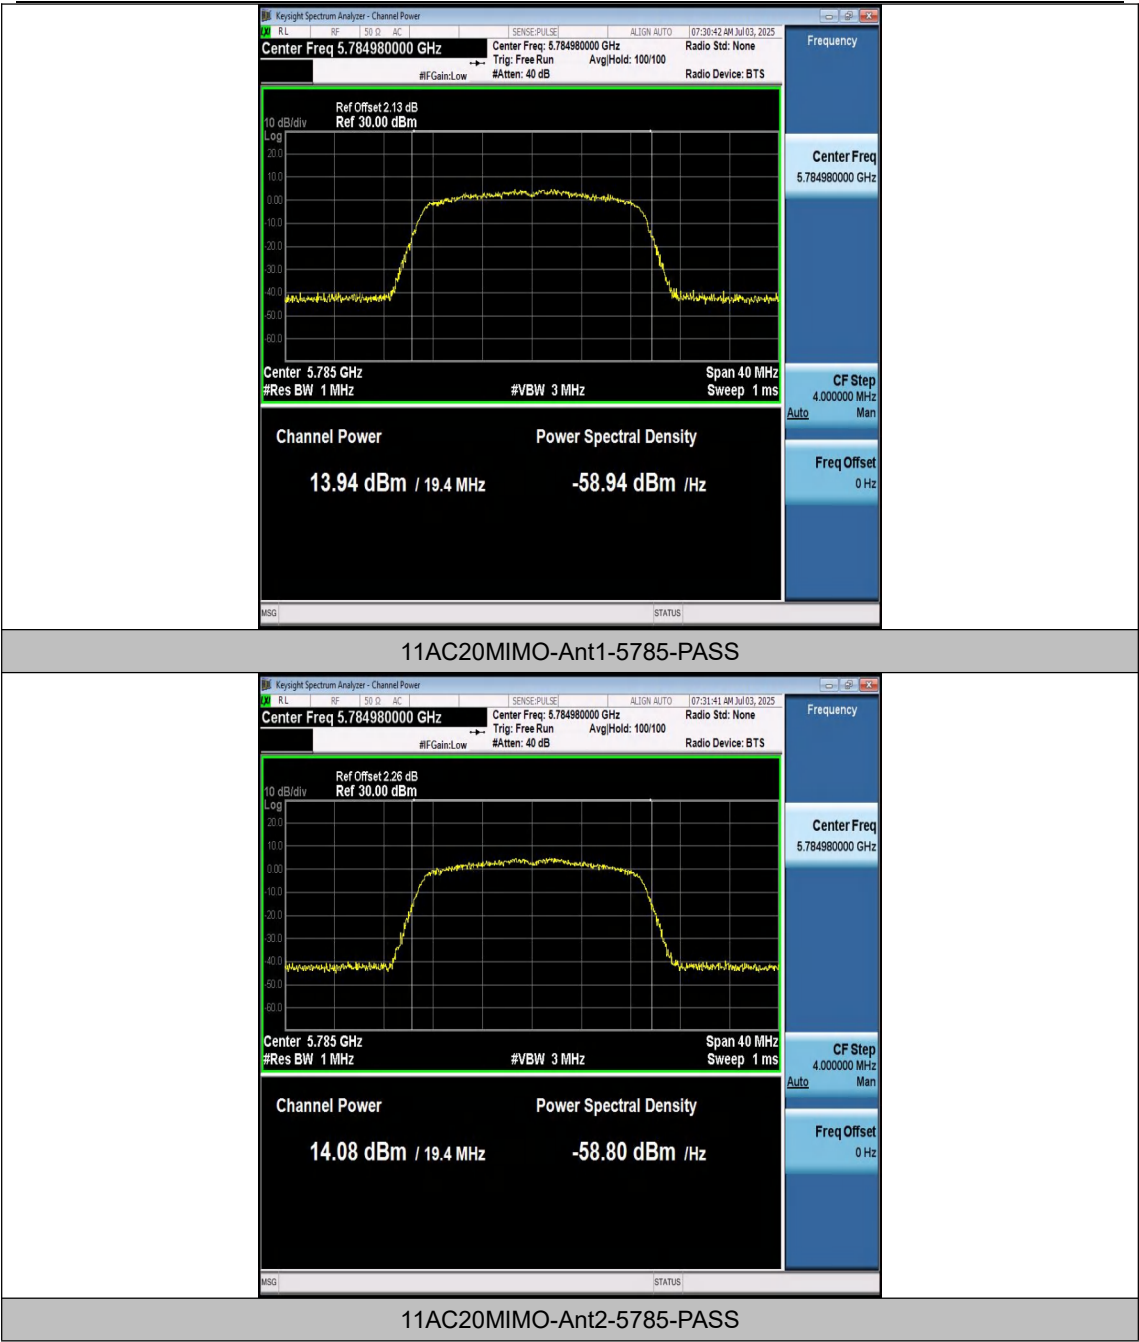 Keysight Spectrum Analyzer - Channel Power
RL RF 50 Ω AC SENSE:PULSE ALIGN AUTO 07:30:42 AM Jul 03, 2025
Center Freq 5.784980000 GHz
Center Freq: 5.784980000 GHz
Radio Std: None
Trig: Free Run Avg|Hold: 100/100
#IFGain:Low
#Atten: 40 dB
Radio Device: BTS
Frequency
Ref Offset 2.13 dB
10 dB/div Ref 30.00 dBm
Log
20.0
10.0
0.00
-10.0
-20.0
-30.0
-40.0
-50.0
-60.0
Center Freq
5.784980000 GHz
Center 5.785 GHz Span 40 MHz
#Res BW 1 MHz #VBW 3 MHz Sweep 1 ms
CF Step
4.000000 MHz
Auto Man
Freq Offset
0 Hz
Channel Power Power Spectral Density
13.94 dBm / 19.4 MHz -58.94 dBm /Hz
MSG STATUS
11AC20MIMO-Ant1-5785-PASS
Keysight Spectrum Analyzer - Channel Power
RL RF 50 Ω AC SENSE:PULSE ALIGN AUTO 07:31:41 AM Jul 03, 2025
Center Freq 5.784980000 GHz
Center Freq: 5.784980000 GHz
Radio Std: None
Trig: Free Run Avg|Hold: 100/100
#IFGain:Low
#Atten: 40 dB
Radio Device: BTS
Frequency
Ref Offset 2.26 dB
10 dB/div Ref 30.00 dBm
Log
20.0
10.0
0.00
-10.0
-20.0
-30.0
-40.0
-50.0
-60.0
Center Freq
5.784980000 GHz
Center 5.785 GHz Span 40 MHz
#Res BW 1 MHz #VBW 3 MHz Sweep 1 ms
CF Step
4.000000 MHz
Auto Man
Freq Offset
0 Hz
Channel Power Power Spectral Density
14.08 dBm / 19.4 MHz -58.80 dBm /Hz
MSG STATUS
11AC20MIMO-Ant2-5785-PASS